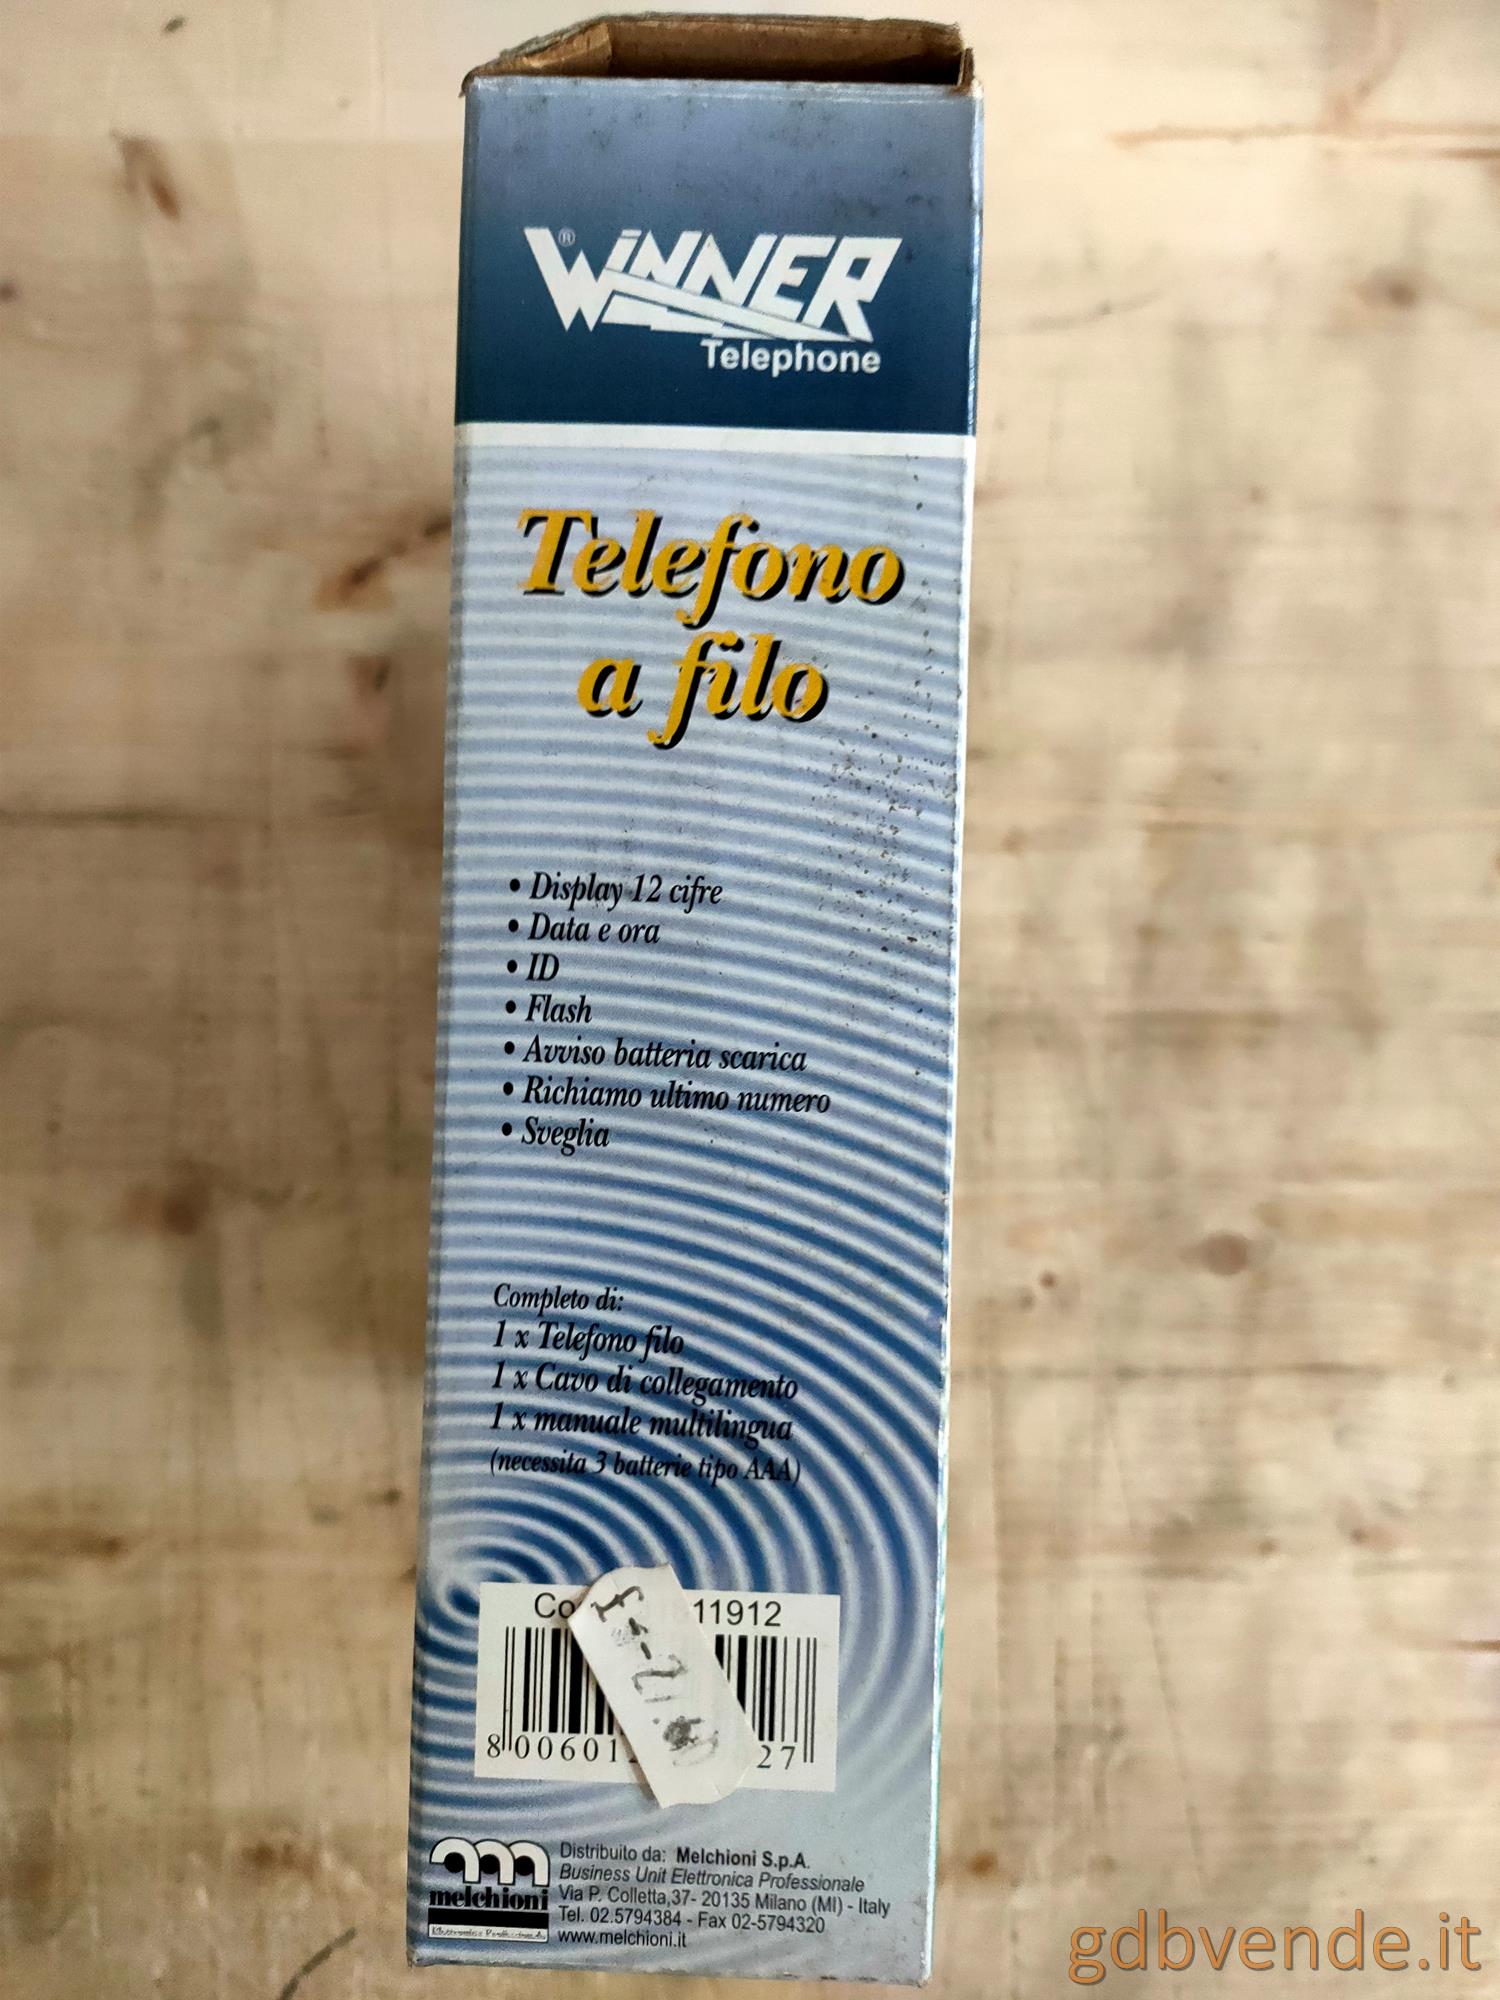 WiNNER ®
Telephone
Telefono
a filo
• Display 12 cifre
• Data e ora
• ID
• Flash
• Avviso batteria scarica
• Richiamo ultimo numero
• Sveglia
Completo di:
1 x Telefono filo
1 x Cavo di collegamento
1 x manuale multilingua
(necessita 3 batterie tipo AAA)
11912
8 00601
27
melchioni
Distribuito da: Melchioni S.p.A.
Business Unit Elettronica Professionale
Via P. Colletta,37- 20135 Milano (MI) - Italy
Tel. 02.5794384 - Fax 02-5794320
www.melchioni.it
gdbvende.it